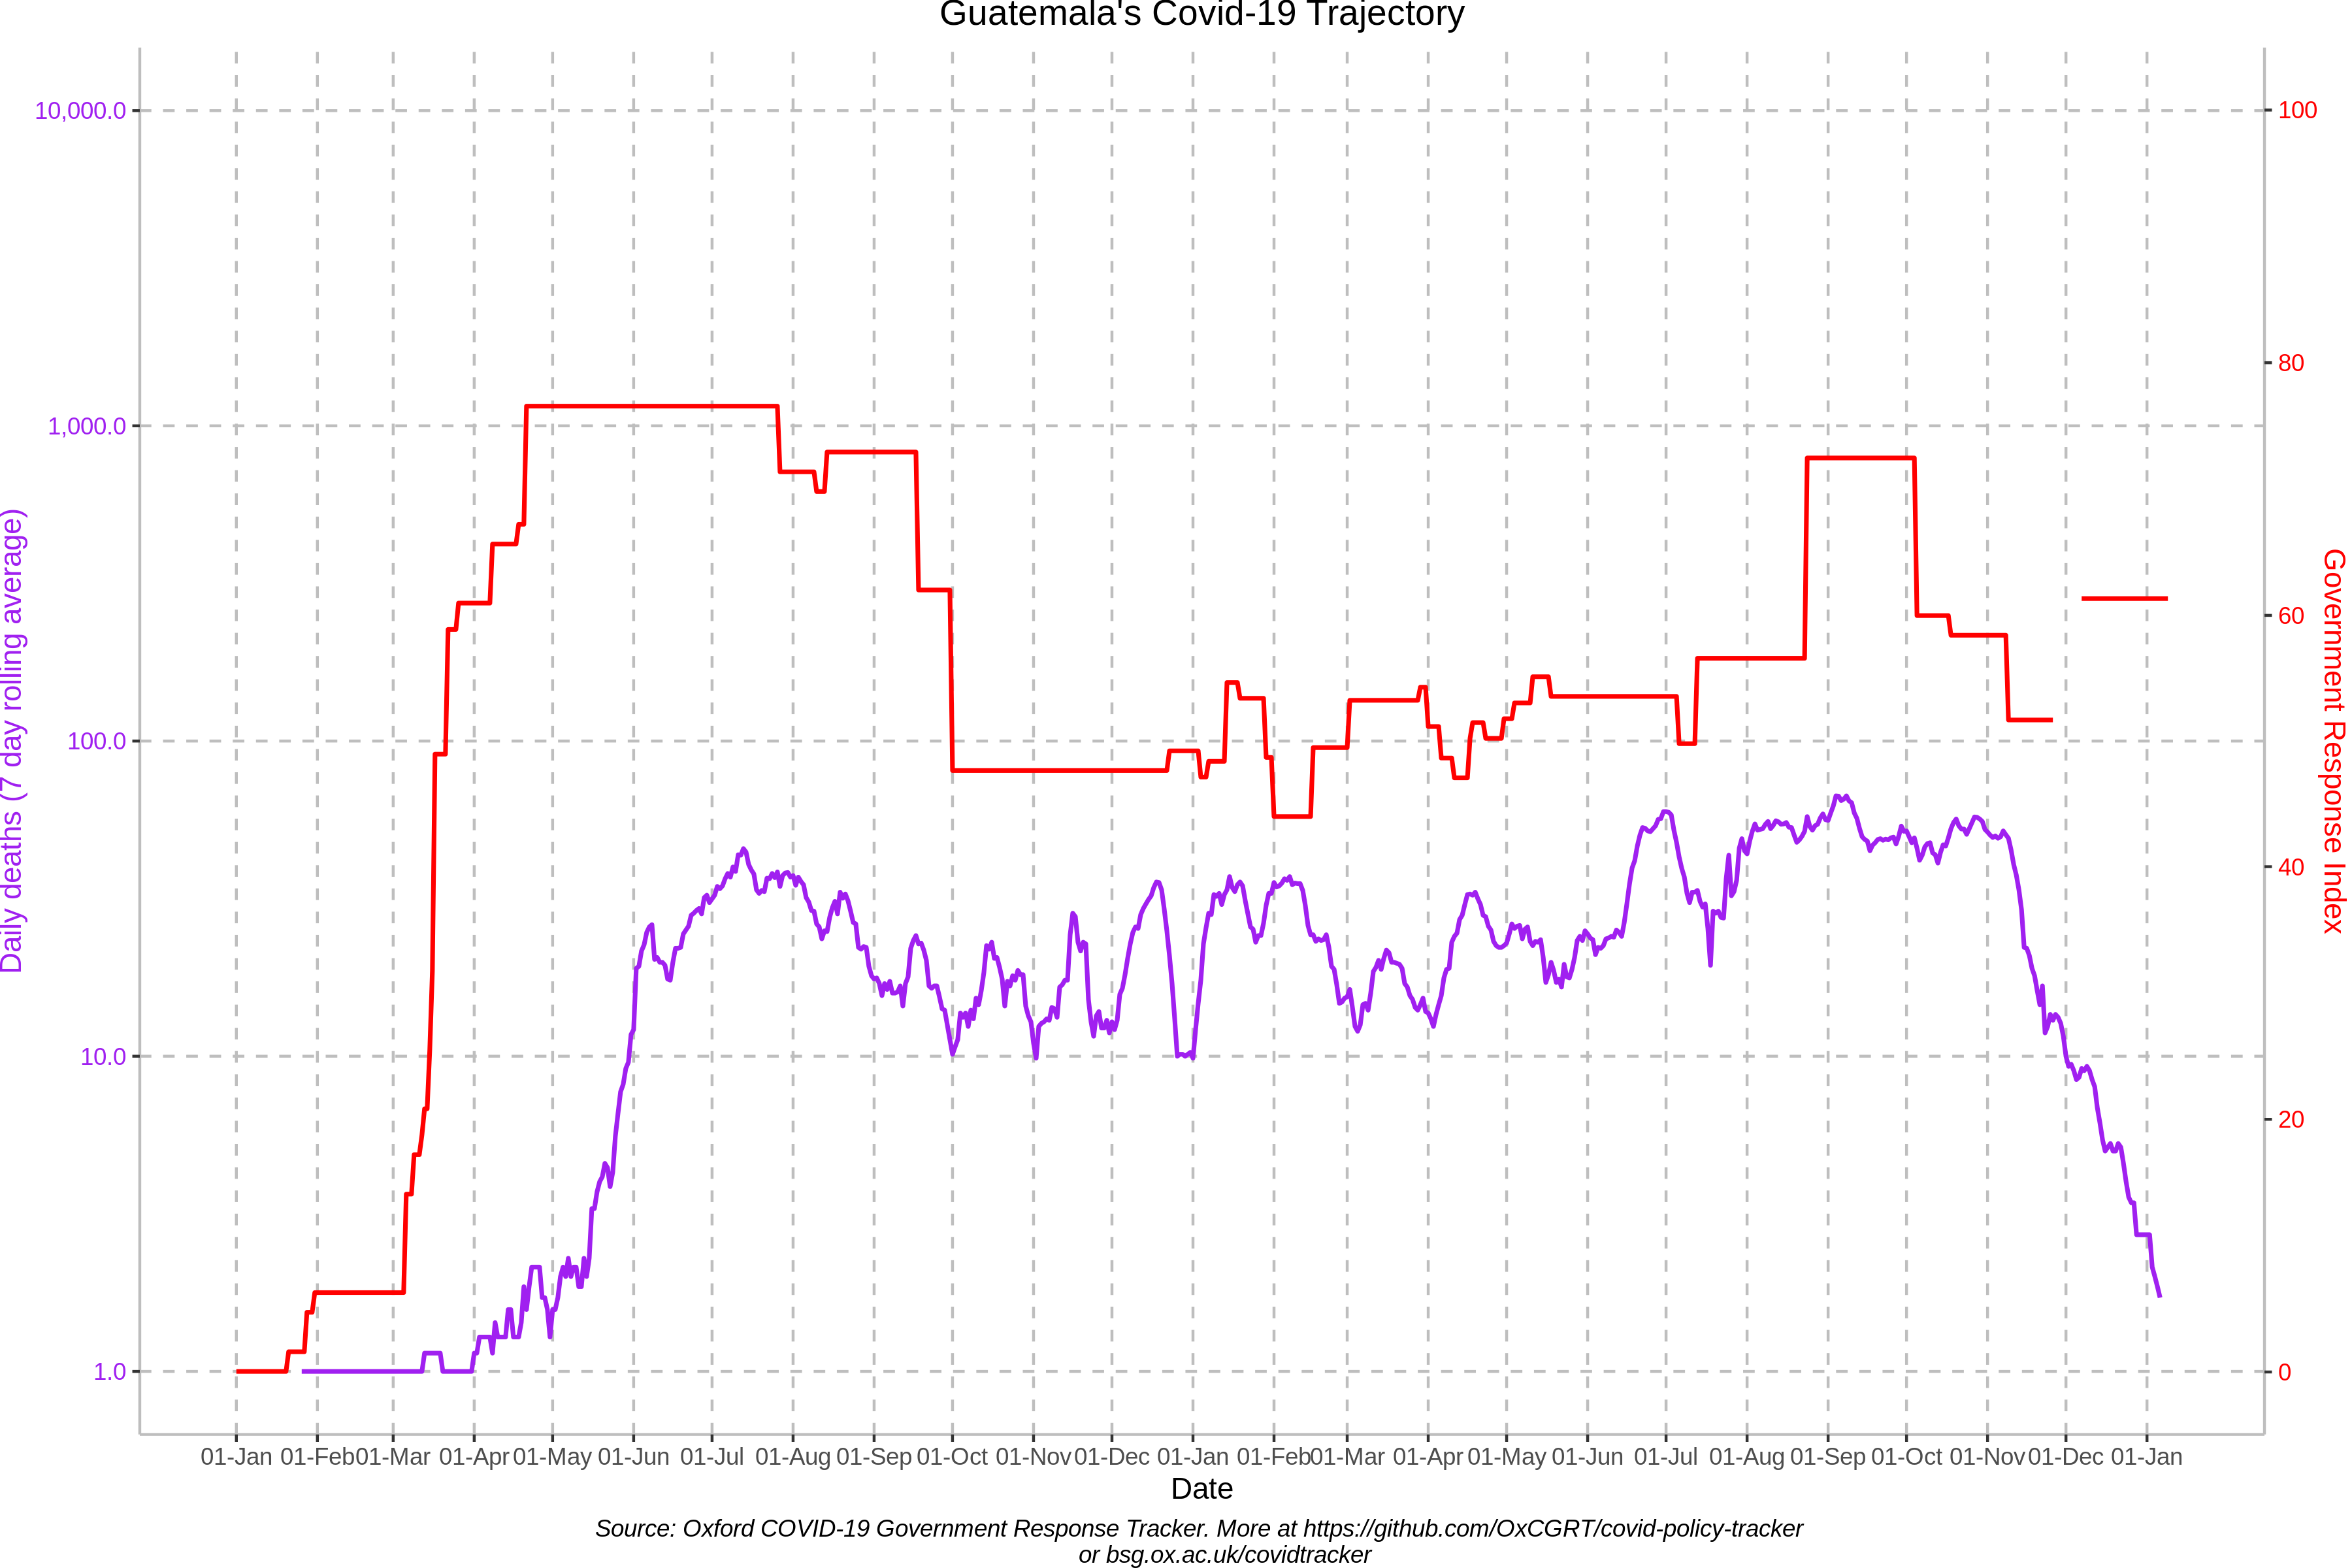 Guatemala's Covid-19 Trajectory
10,000.0
1,000.0
100.0
10.0
1.0
Daily deaths (7 day rolling average)
100
80
60
40
20
0
Government Response Index
01-Jan 01-Feb 01-Mar 01-Apr 01-May 01-Jun 01-Jul 01-Aug 01-Sep 01-Oct 01-Nov 01-Dec 01-Jan 01-Feb 01-Mar 01-Apr 01-May 01-Jun 01-Jul 01-Aug 01-Sep 01-Oct 01-Nov 01-Dec 01-Jan
Date
Source: Oxford COVID-19 Government Response Tracker. More at https://github.com/OxCGRT/covid-policy-tracker
or bsg.ox.ac.uk/covidtracker